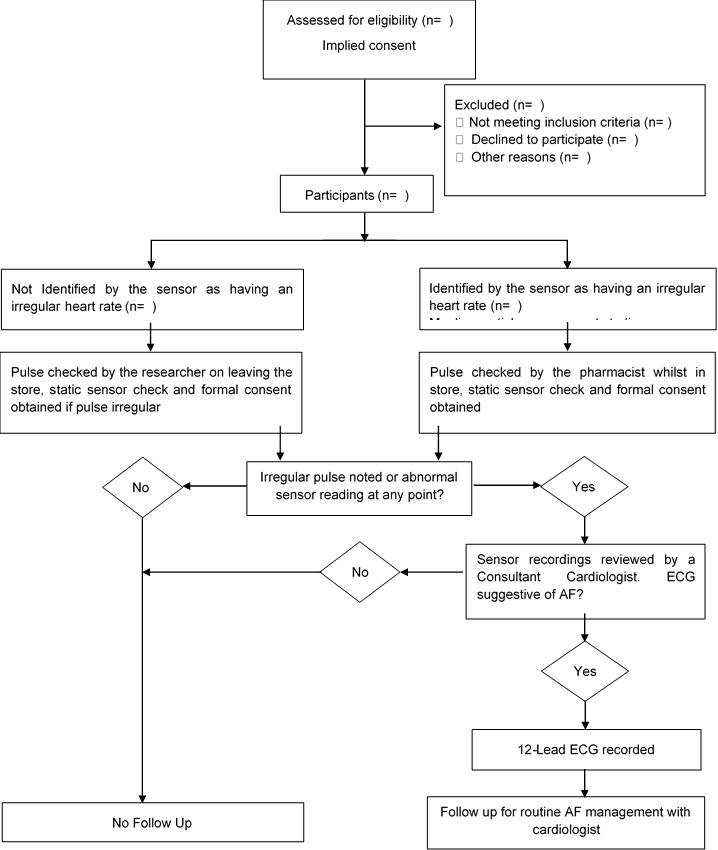 Assessed for eligibility (n=  )
Implied consent
Excluded (n=  )
Not meeting inclusion criteria (n= )
Declined to participate (n=  )
Other reasons (n=  )
Participants (n=  )
Not Identified by the sensor as having an
irregular heart rate (n=  )
Identified by the sensor as having an irregular
heart rate (n=  )
Pulse checked by the researcher on leaving the
store, static sensor check and formal consent
obtained if pulse irregular
Pulse checked by the pharmacist whilst in
store, static sensor check and formal consent
obtained
Irregular pulse noted or abnormal
sensor reading at any point?
No
Yes
Sensor recordings reviewed by a
Consultant Cardiologist. ECG
suggestive of AF?
No
Yes
12-Lead ECG recorded
No Follow Up
Follow up for routine AF management with
cardiologist